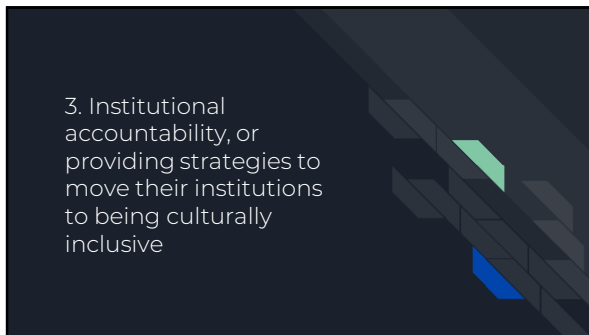 3. Institutional
accountability, or
providing strategies to
move their institutions
to being culturally
inclusive